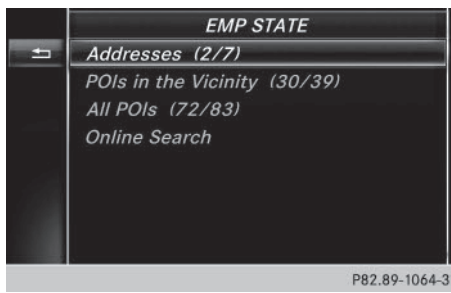 EMP STATE
Addresses (2/7)
POIs in the Vicinity (30/39)
All POIs (72/83)
Online Search
P82.89-1064-3